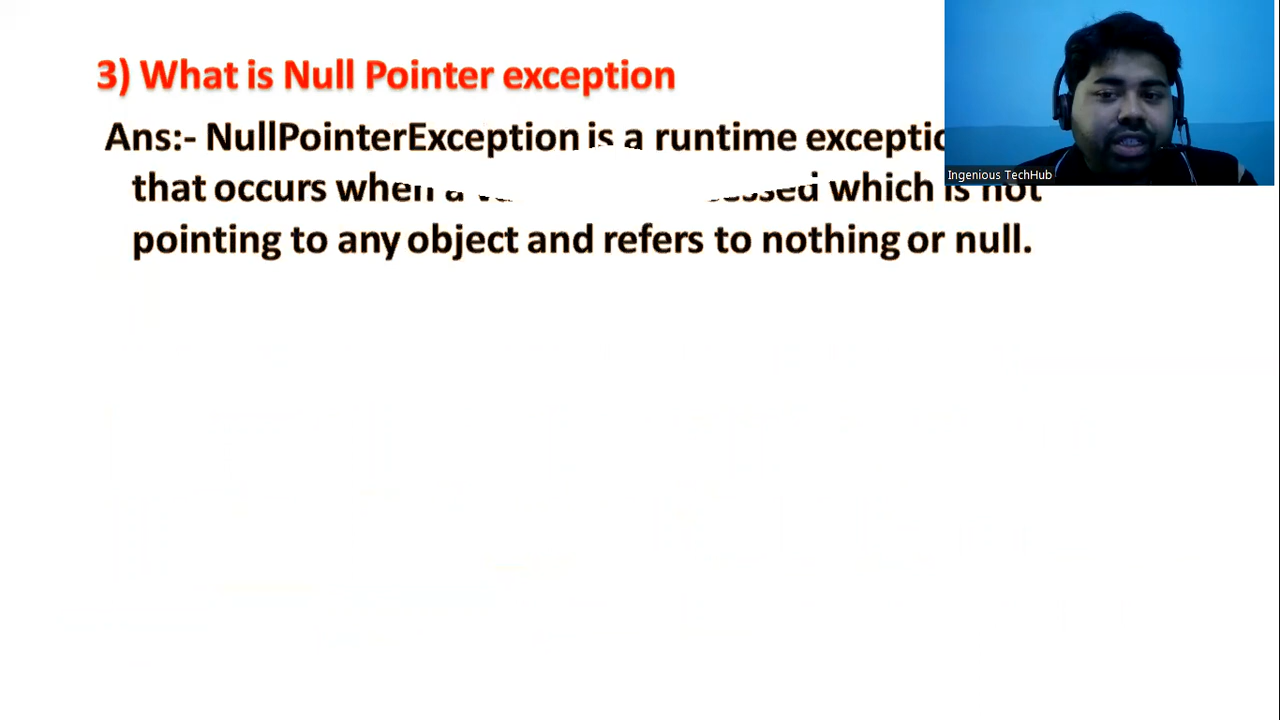 3) What is Null Pointer exception
Ans:- NullPointerException is a runtime
that occurs when a which is not
pointing to any object and refers to nothing or null.
Ingenious TechHub